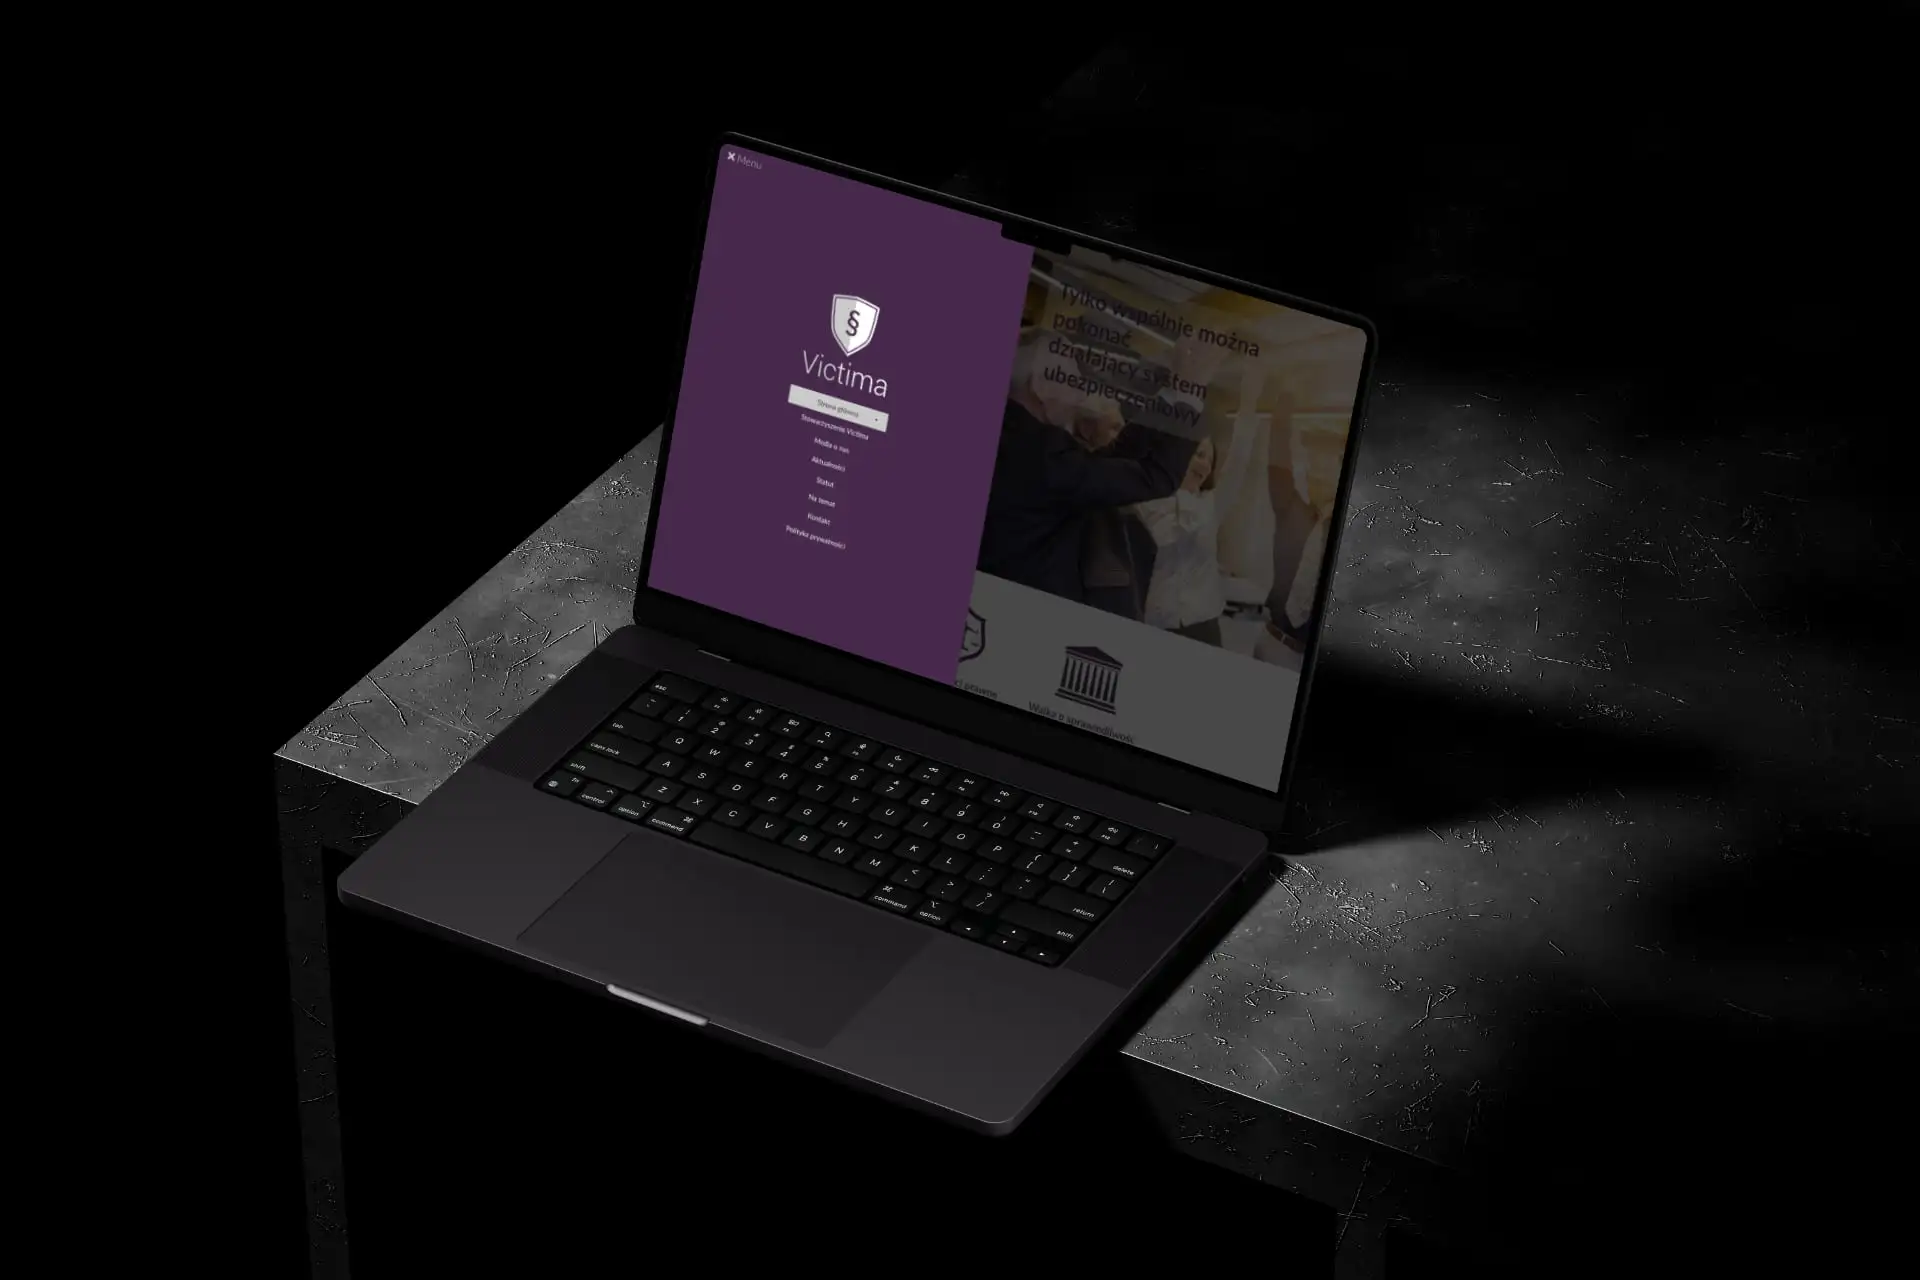 Menu
Victima
Strona główna
Stowarzyszenie Victima
Media o nas
Aktualności
Statut
Na temat
Kontakt
Polityka prywatności
Tylko wspólnie można
pokonać
działający system
ubezpieczeniowy
prawne
Walka o sprawiedliwość
esc
1 2 3 4 5 6 7 8 9 0 delete
tab Q W E R T Y U I O P
caps lock A S D F G H J K L return
shift Z X C V B N M shift
fn control option command command option